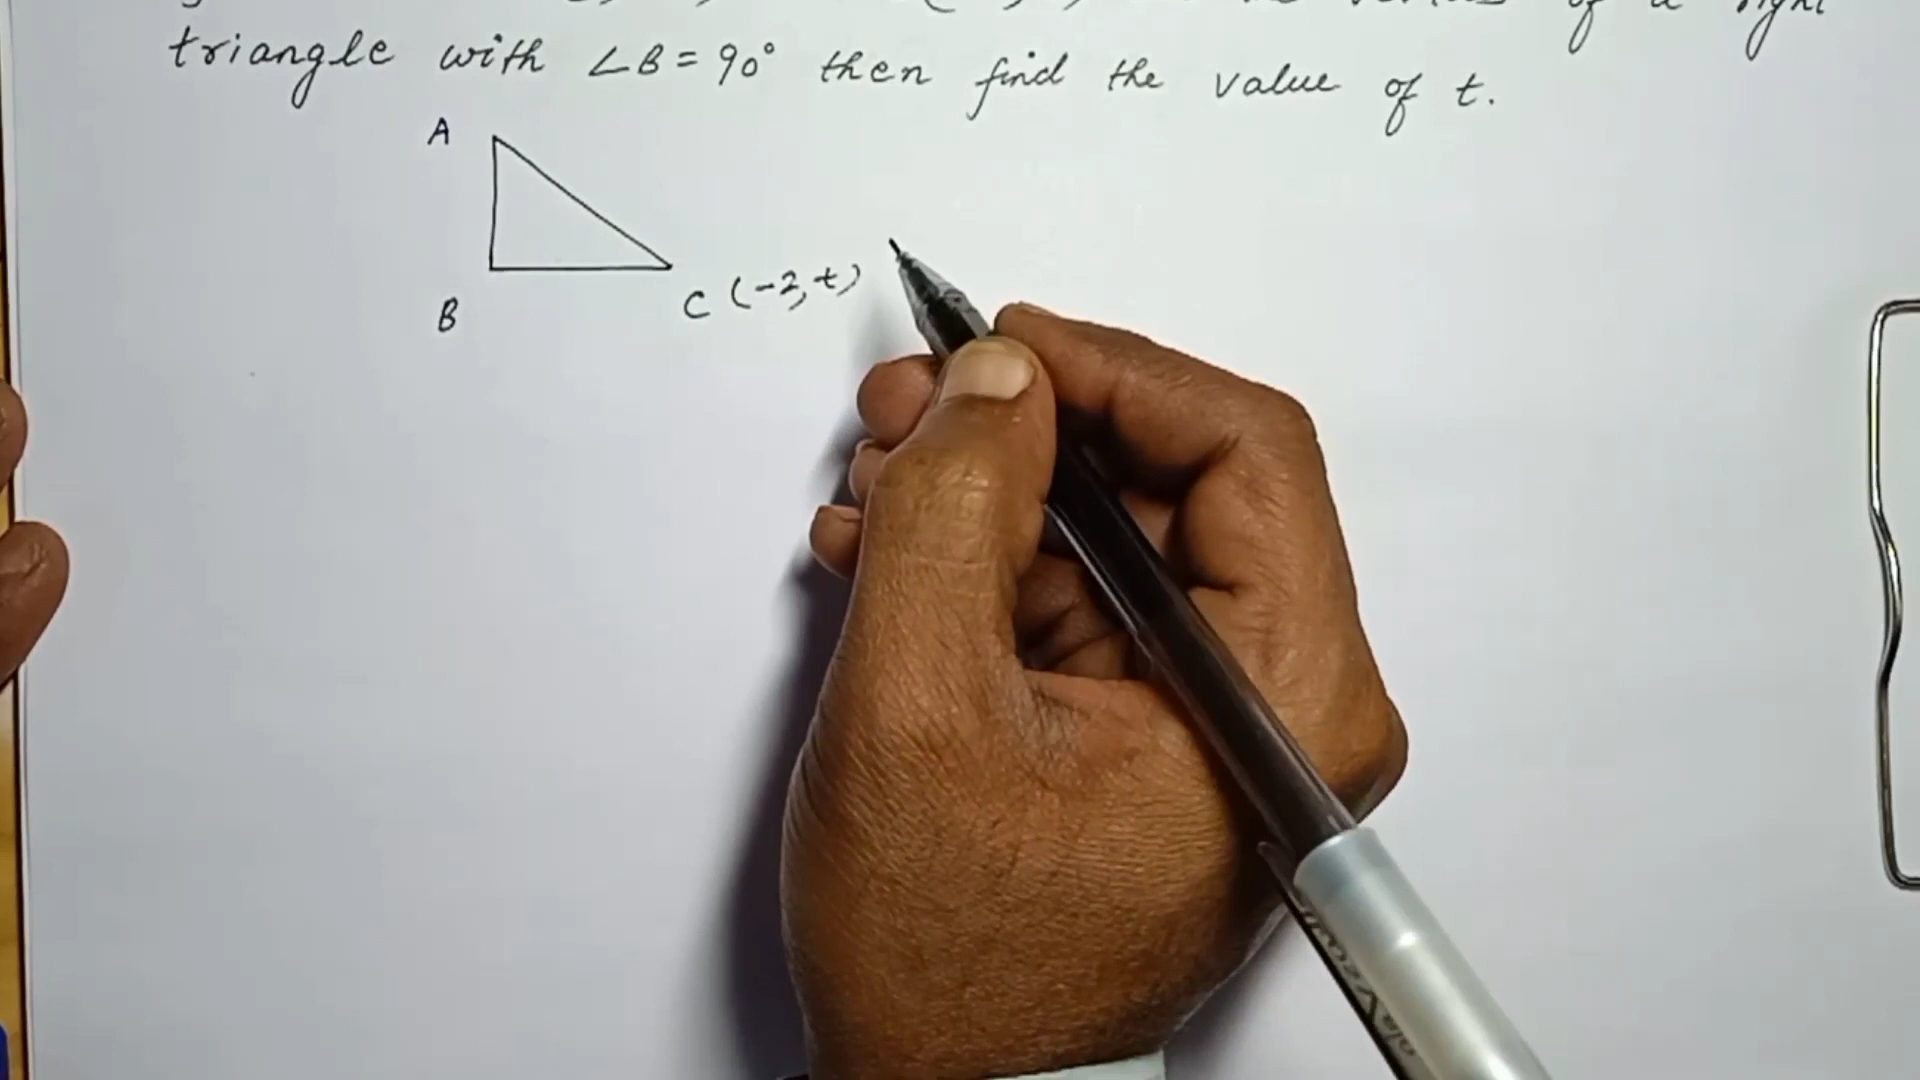 triangle with ∠B = 90° then find the value of t.
A
B
C (-2, t)